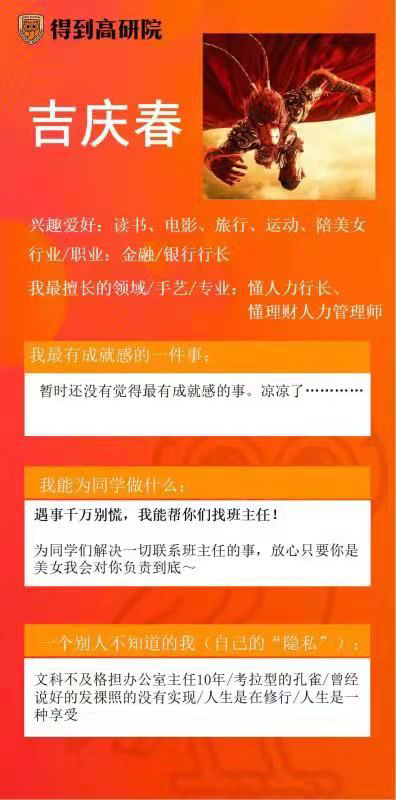 得到高研院
吉庆春
兴趣爱好：读书、电影、旅行、运动、陪美女
行业/职业：金融/银行行长
我最擅长的领域/手艺/专业：懂人力行长、
懂理财人力管理师
我最有成就感的一件事：
暂时还没有觉得最有成就感的事。凉凉了…………
我能为同学做什么：
遇事千万别慌，我能帮你们找班主任！
为同学们解决一切联系班主任的事，放心只要你是
美女我会对你负责到底～
一个别人不知道的我（自己的“隐私”）：
文科不及格担办公室主任10年/考拉型的孔雀/曾经
说好的发裸照的没有实现/人生是在修行/人生是一
种享受